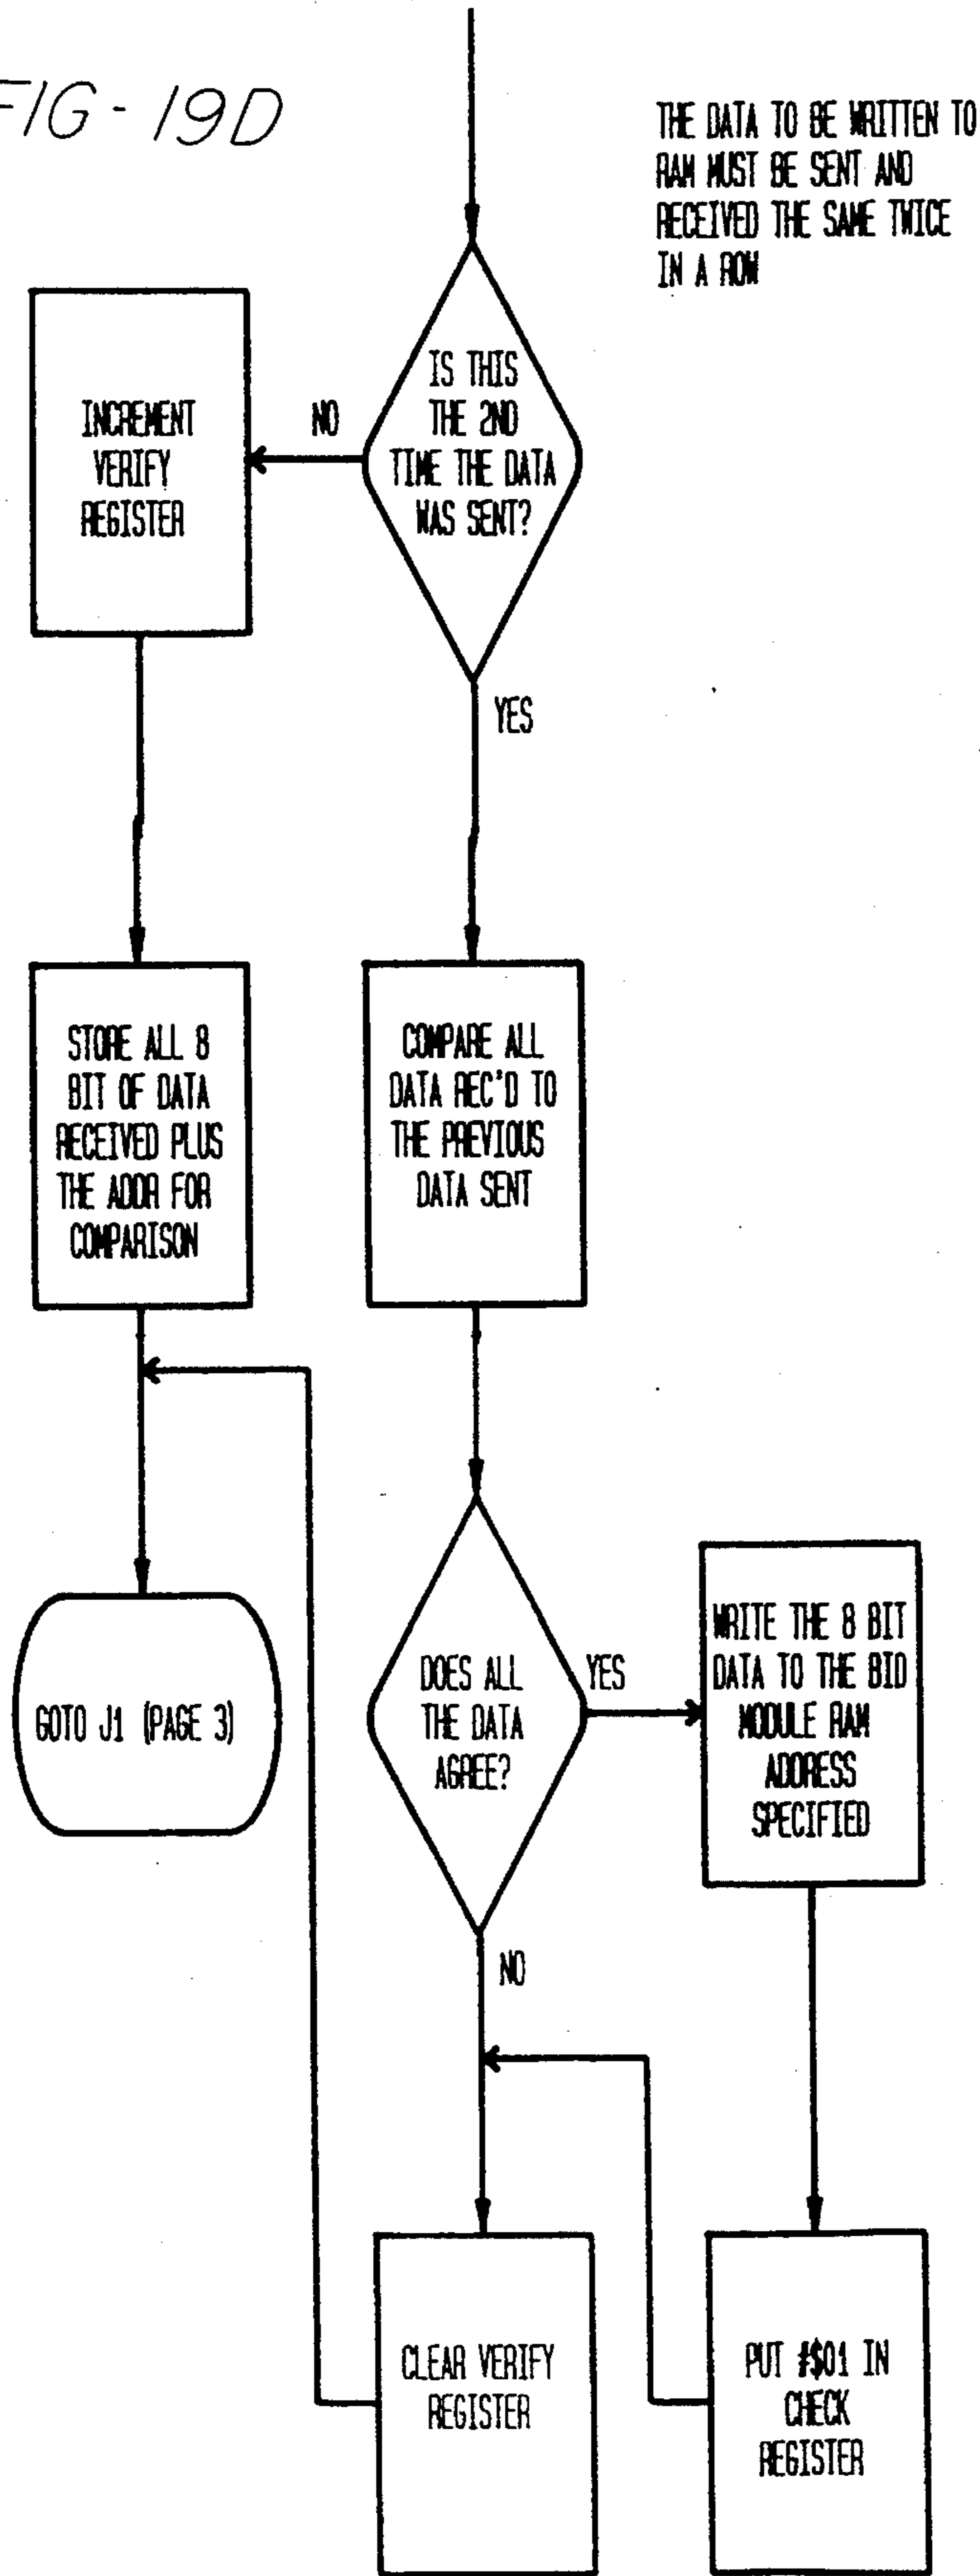 FIG-19D
THE DATA TO BE WRITTEN TO
RAM MUST BE SENT AND
RECEIVED THE SAME TWICE
IN A ROW
IS THIS
THE 2ND
TIME THE DATA
WAS SENT?
NO
INCREMENT
VERIFY
REGISTER
YES
STORE ALL 8
BIT OF DATA
RECEIVED PLUS
THE ADDR FOR
COMPARISON
COMPARE ALL
DATA REC'D TO
THE PREVIOUS
DATA SENT
GOTO J1 (PAGE 3)
DOES ALL
THE DATA
AGREE?
YES
WRITE THE 8 BIT
DATA TO THE BID
MODULE RAM
ADDRESS
SPECIFIED
NO
CLEAR VERIFY
REGISTER
PUT #$01 IN
CHECK
REGISTER